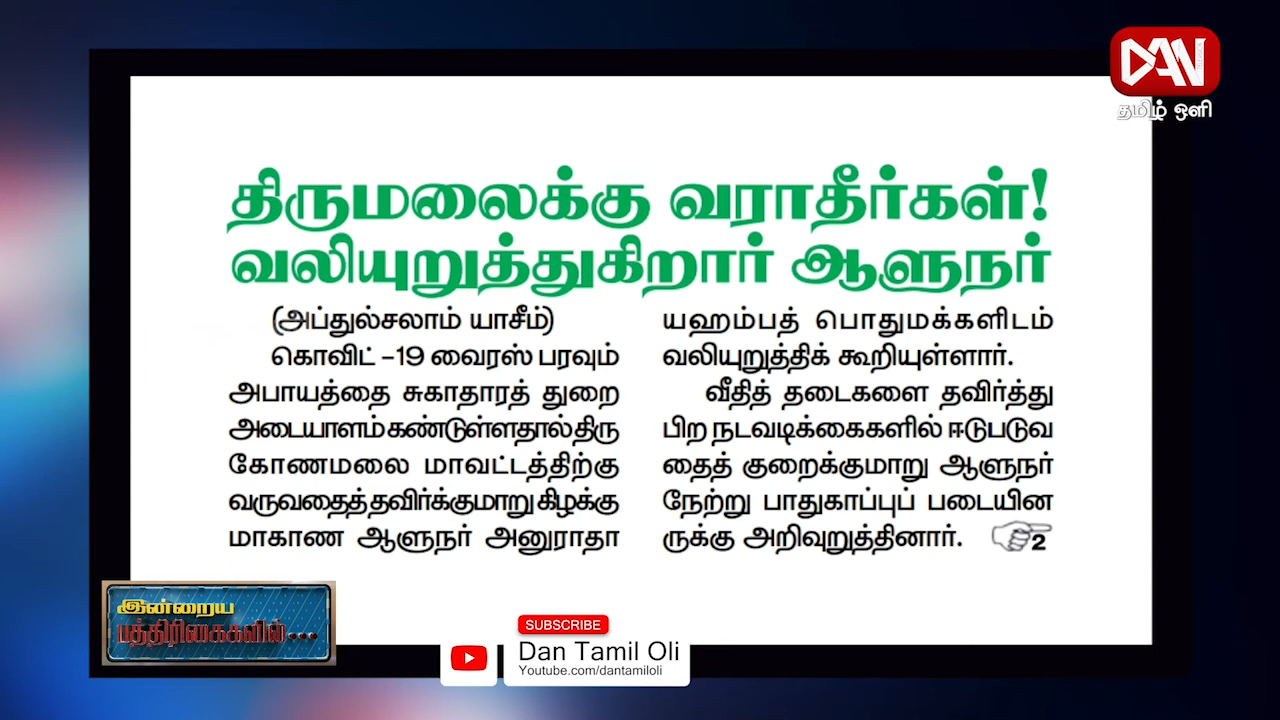 DAN
தமிழ் ஒளி
திருமலைக்கு வராதீர்கள்!
வலியுறுத்துகிறார் ஆளுநர்
(அப்துல்சலாம் யாசீம்)
கொவிட் –19 வைரஸ் பரவும்
அபாயத்தை சுகாதாரத் துறை
அடையாளம் கண்டுள்ளதால் திரு
கோணமலை மாவட்டத்திற்கு
வருவதைத் தவிர்க்குமாறு கிழக்கு
மாகாண ஆளுநர் அனுராதா
யஹம்பத் பொதுமக்களிடம்
வலியுறுத்திக் கூறியுள்ளார்.
வீதித் தடைகளை தவிர்த்து
பிற நடவடிக்கைகளில் ஈடுபடுவ
தைத் குறைக்குமாறு ஆளுநர்
நேற்று பாதுகாப்புப் படையின
ருக்கு அறிவுறுத்தினார். 2
இன்றைய
பத்திரிகைகளில்...
SUBSCRIBE
Dan Tamil Oli
Youtube.com/dantamiloli